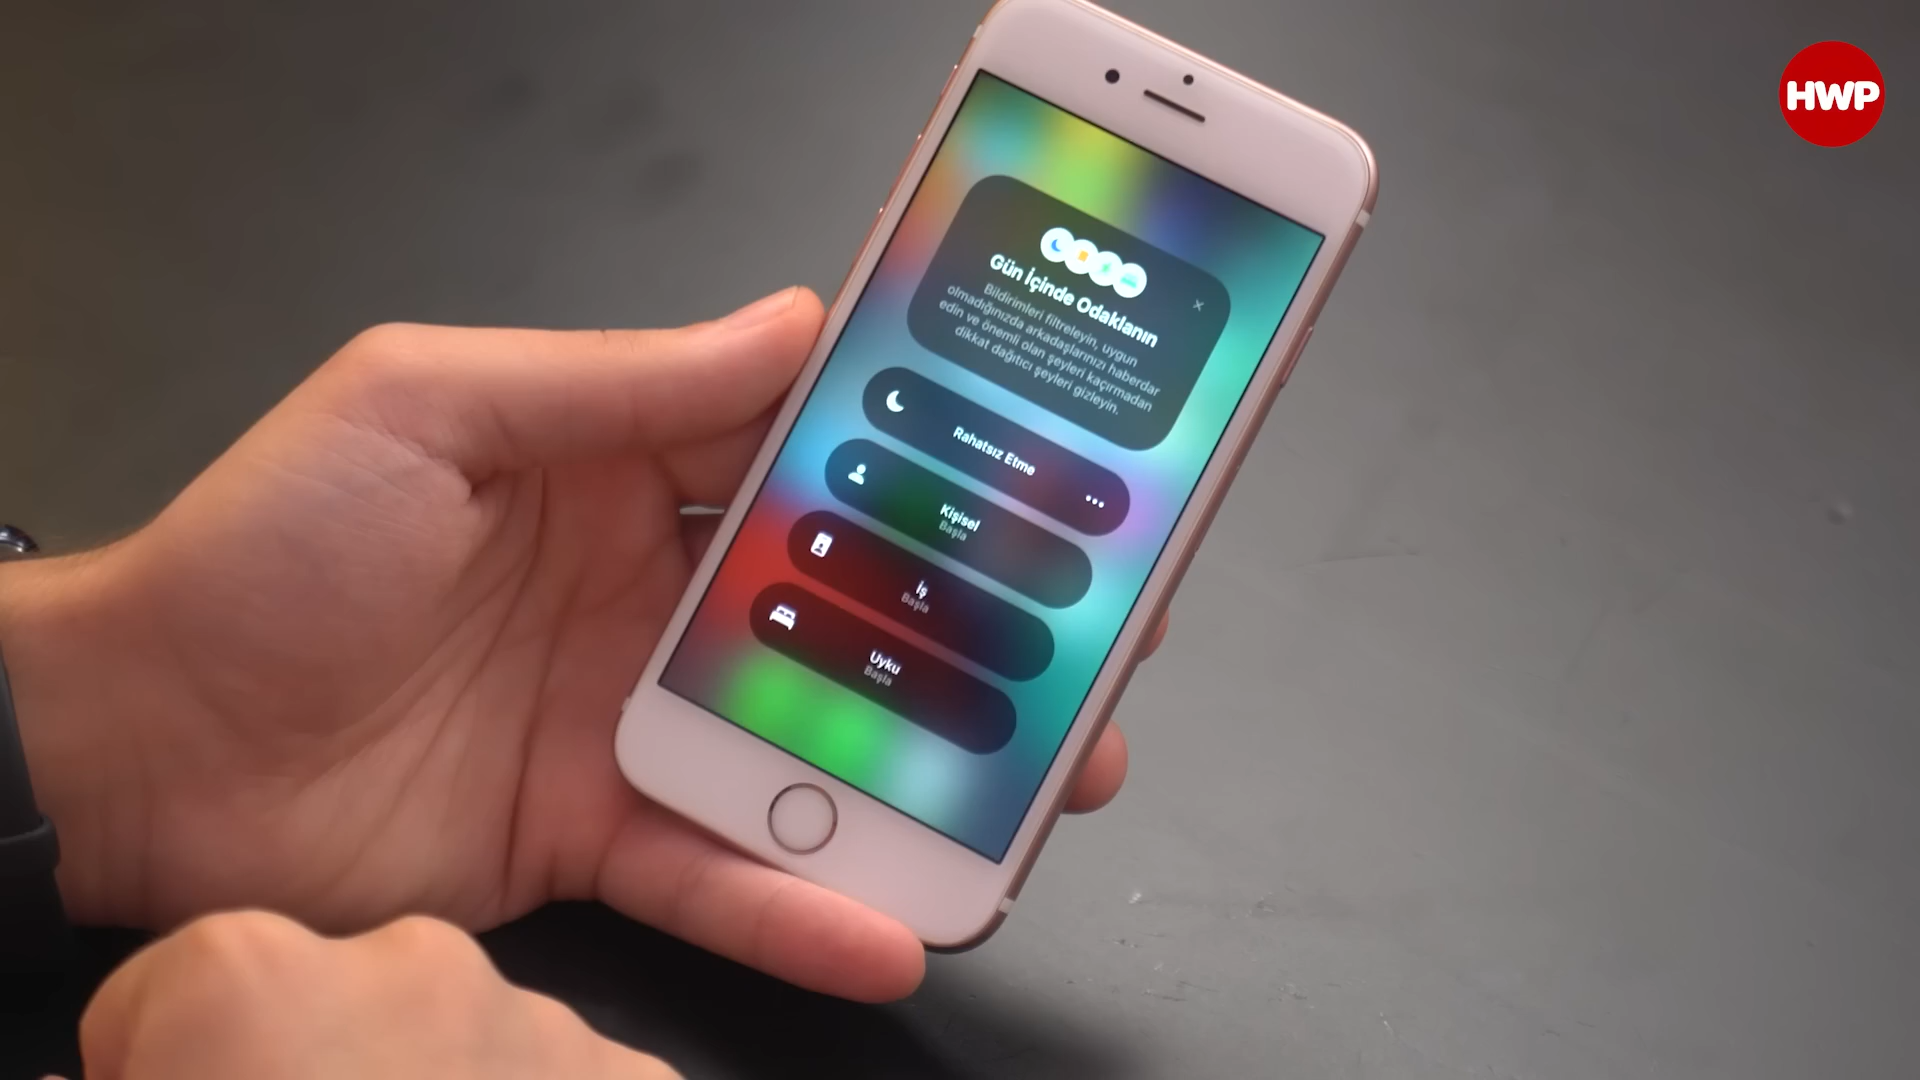 HWP
Gün İçinde Odaklanın
Bildirimleri filtreleyin, uygun
olmadığınızda arkadaşlarınızı haberdar
edin ve önemli olan şeyleri kaçırmadan
dikkat dağıtıcı şeyleri gizleyin.
Rahatsız Etme
Kişisel
Başla
İş
Başla
Uyku
Başla